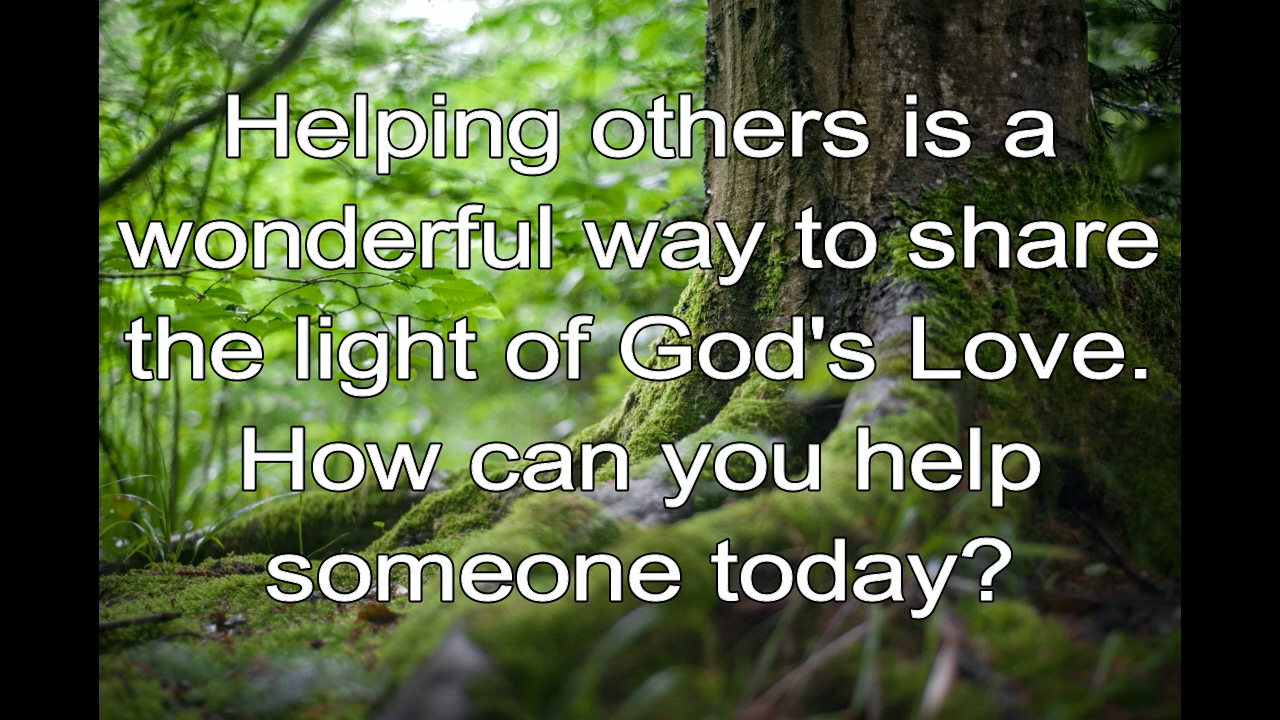 Helping others is a
wonderful way to share
the light of God's Love.
How can you help
someone today?